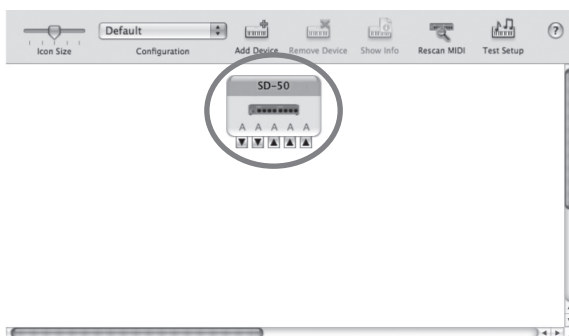 Default
Icon Size Configuration Add Device Remove Device Show Info Rescan MIDI Test Setup ?
SD-50
A A A A A